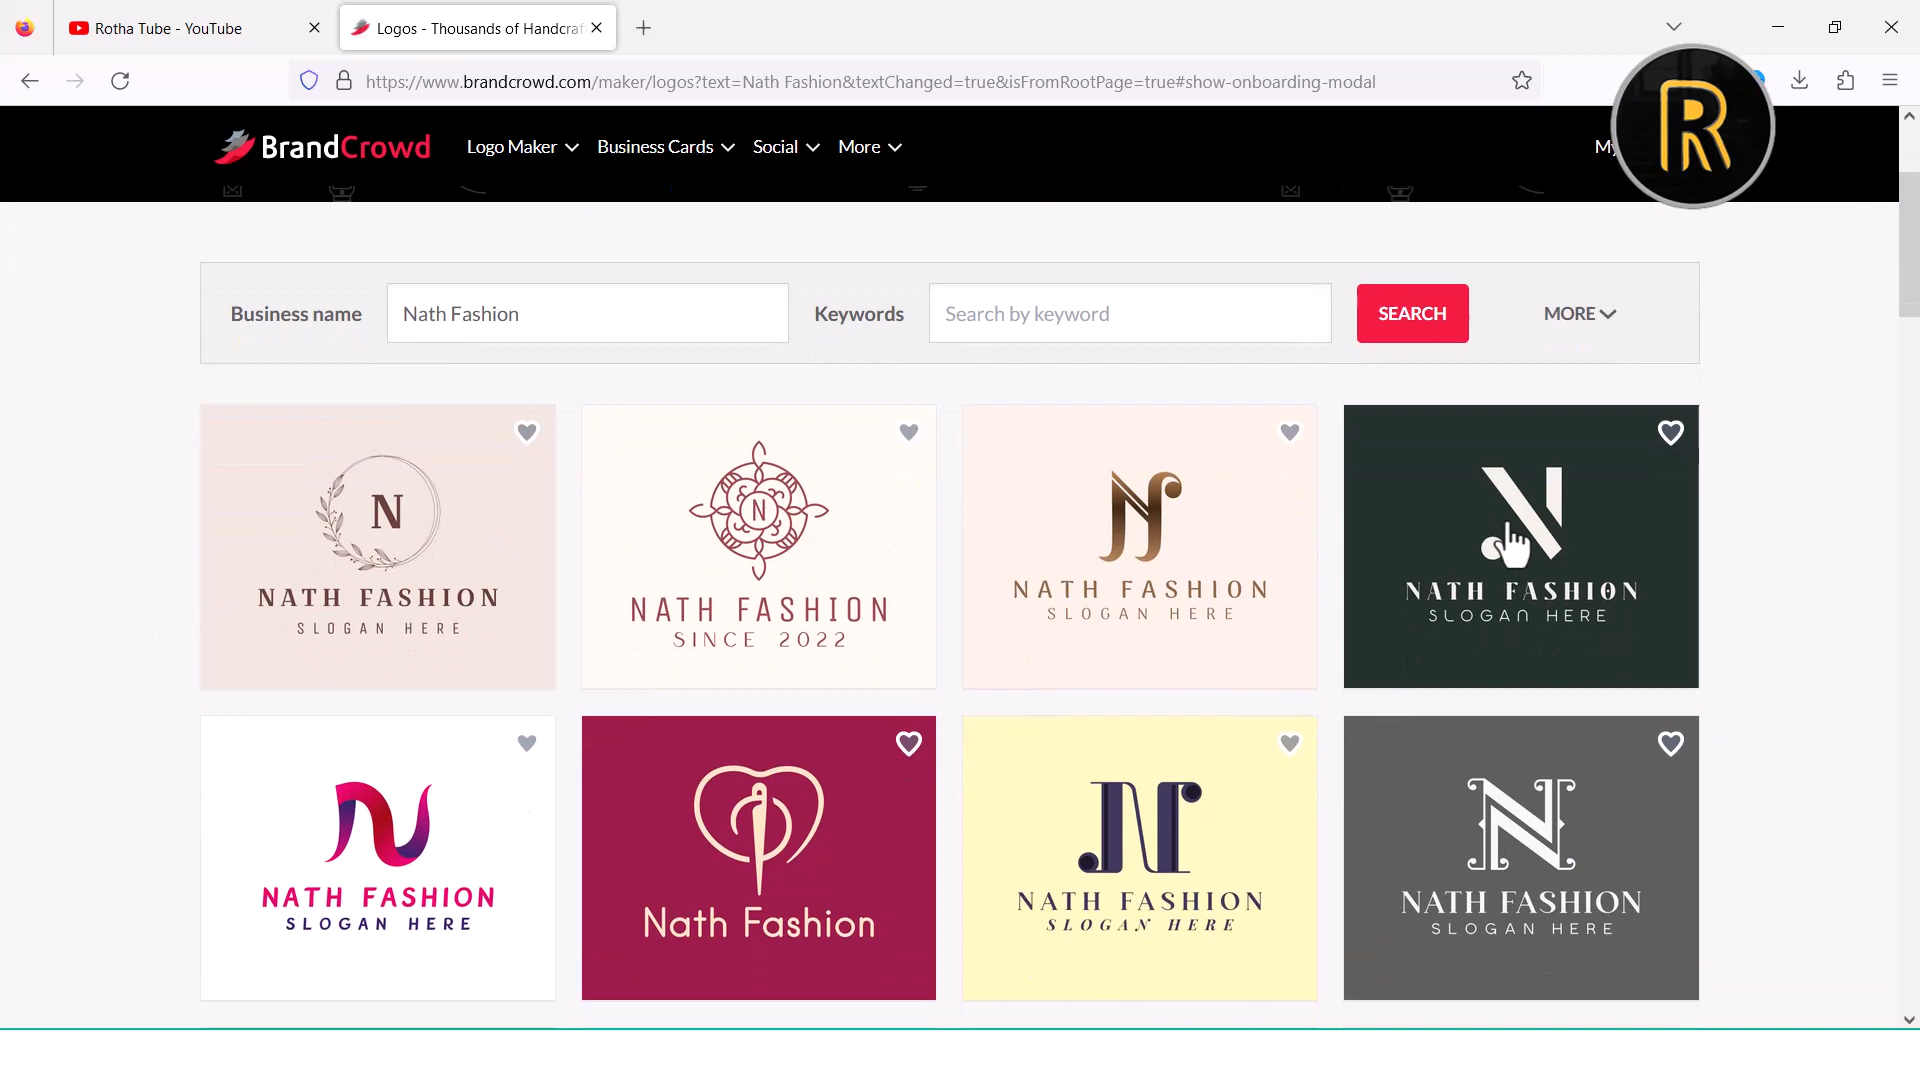 Rotha Tube - YouTube
Logos - Thousands of Handcraf
https://www.brandcrowd.com/maker/logos?text=Nath Fashion&textChanged=true&isFromRootPage=true#show-onboarding-modal
R
BrandCrowd
Logo Maker
Business Cards
Social
More
My
Business name
Nath Fashion
Keywords
Search by keyword
SEARCH
MORE
N
NATH FASHION
SLOGAN HERE
N
NATH FASHION
SINCE 2022
N
NATH FASHION
SLOGAN HERE
N
NATH FASHION
SLOGAN HERE
N
NATH FASHION
SLOGAN HERE
Nath Fashion
N
NATH FASHION
SLOGAN HERE
N
NATH FASHION
SLOGAN HERE